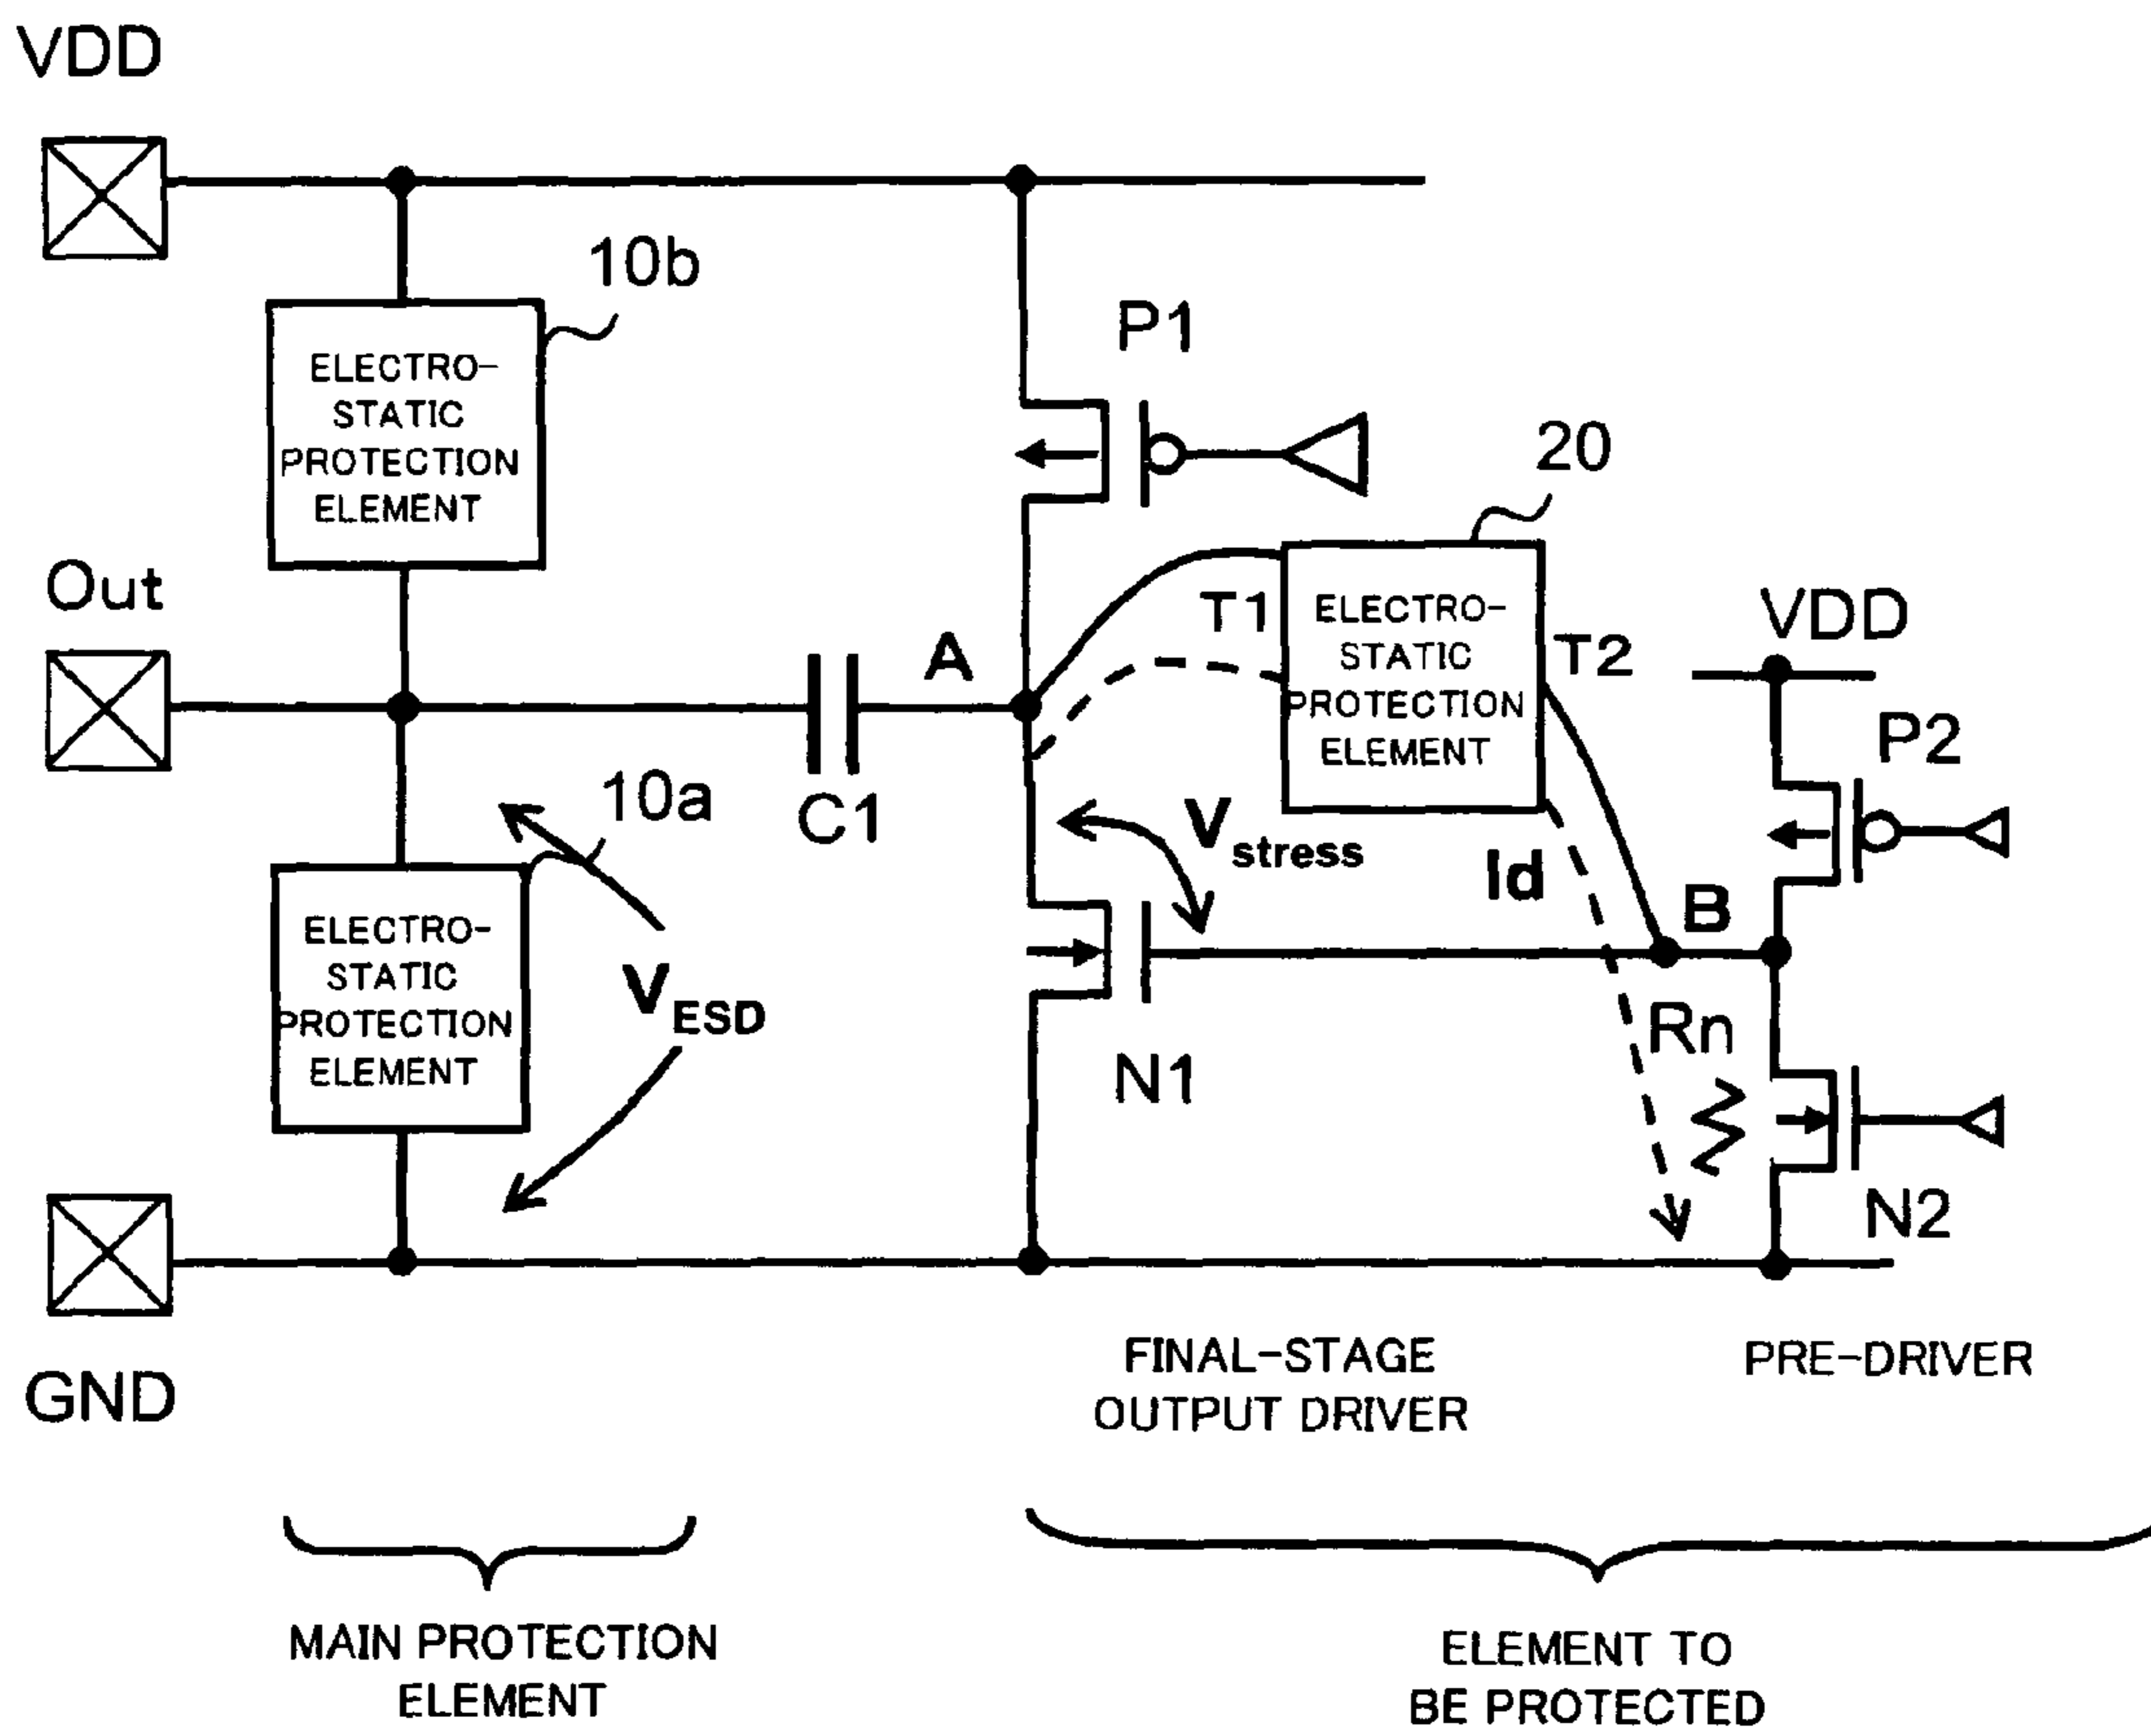 VDD
10b
ELECTRO-
STATIC
PROTECTION
ELEMENT
P1
20
Out
A
T1
ELECTRO-
STATIC
PROTECTION
ELEMENT
T2
VDD
P2
C1
10a
Vstress
Id
B
ELECTRO-
STATIC
PROTECTION
ELEMENT
VESD
N1
Rn
N2
GND
FINAL-STAGE
OUTPUT DRIVER
PRE-DRIVER
MAIN PROTECTION
ELEMENT
ELEMENT TO
BE PROTECTED